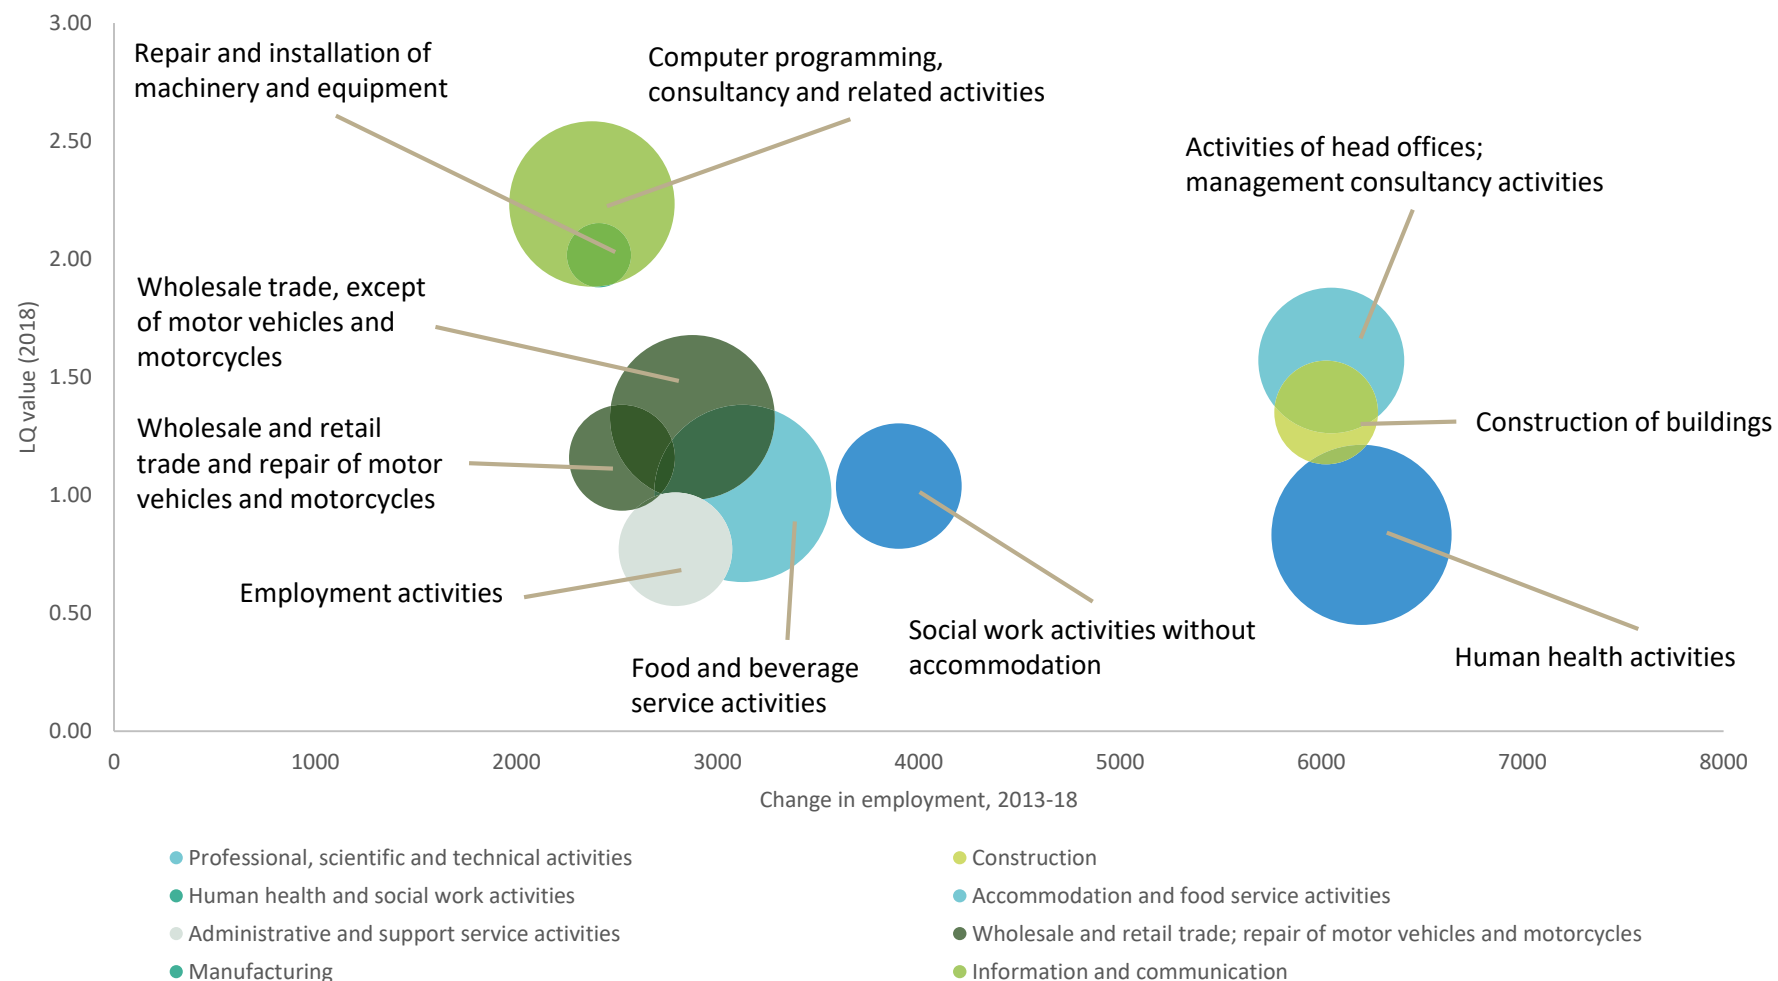 3.00
2.50
2.00
1.50
1.00
0.50
0.00
LQ value (2018)
Repair and installation of
machinery and equipment
Computer programming,
consultancy and related activities
Activities of head offices;
management consultancy activities
Wholesale trade, except
of motor vehicles and
motorcycles
Construction of buildings
Wholesale and retail
trade and repair of motor
vehicles and motorcycles
Employment activities
Food and beverage
service activities
Social work activities without
accommodation
Human health activities
0 1000 2000 3000 4000 5000 6000 7000 8000
Change in employment, 2013-18
Professional, scientific and technical activities
Construction
Human health and social work activities
Accommodation and food service activities
Administrative and support service activities
Wholesale and retail trade; repair of motor vehicles and motorcycles
Manufacturing
Information and communication